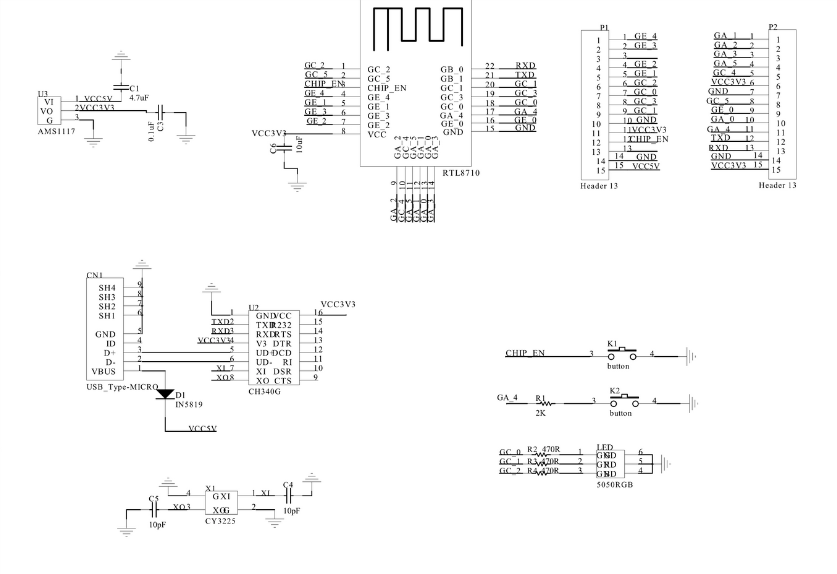 U3
VI 1 VCC5V
VO 2 VCC3V3
G 3
AMS1117
C1
4.7uF
0.1uF
C3
GC_2 1 GC_2
GC_5 2 GC_5
CHIP_EN 3 CHIP_EN
GE_4 4 GE_4
GE_1 5 GE_1
GE_3 6 GE_3
GE_2 7 GE_2
VCC3V3 8 VCC
C6
10uF
GB_0 22 RXD
GB_1 21 TXD
GC_1 20 GC_1
GC_3 19 GC_3
GC_0 18 GC_0
GA_4 17 GA_4
GE_0 16 GE_0
GND 15 GND
GA_2 GC_4 GA_5 GA_1 GA_0 GA_3
RTL8710
9 10 11 12 13 14
GA_2 GC_4 GA_5 GA_1 GA_0 GA_3
P1
1 1 GE_4
2 2 GE_3
3 3
4 4 GE_2
5 5 GE_1
6 6 GC_2
7 7 GC_0
8 8 GC_3
9 9 GC_1
10 10 GND
11 11 VCC3V3
12 12 CHIP_EN
13 13
14 14 GND
15 15 VCC5V
Header 13
P2
GA_1 1 1
GA_2 2 2
GA_3 3 3
GA_5 4 4
GC_4 5 5
VCC3V3 6 6
GND 7 7
GC_5 8 8
GE_0 9 9
GA_0 10 10
GA_4 11 11
TXD 12 12
RXD 13 13
GND 14 14
VCC3V3 15 15
Header 13
CN1
SH4 9
SH3 8
SH2 7
SH1 6
GND 5
ID 4
D+ 3
D- 2
VBUS 1
USB_Type-MICRO
D1
IN5819
VCC5V
U2
1 GND VCC 16 VCC3V3
TXD 2 TXD R232 15
RXD 3 RXD RTS 14
VCC3V3 4 V3 DTR 13
5 UD+ DCD 12
6 UD- RI 11
XI 7 XI DSR 10
XO 8 XO CTS 9
CH340G
K1
CHIP_EN 3 4
button
K2
GA_4 R1 3 4
2K button
LED
GC_0 R2 470R 1 6
GC_1 R3 470R 2 5
GC_2 R4 470R 3 4
5050RGB
X1
4 G XI 1 XI C4
10pF
C5 XO 3 XO G 2
10pF
CY3225